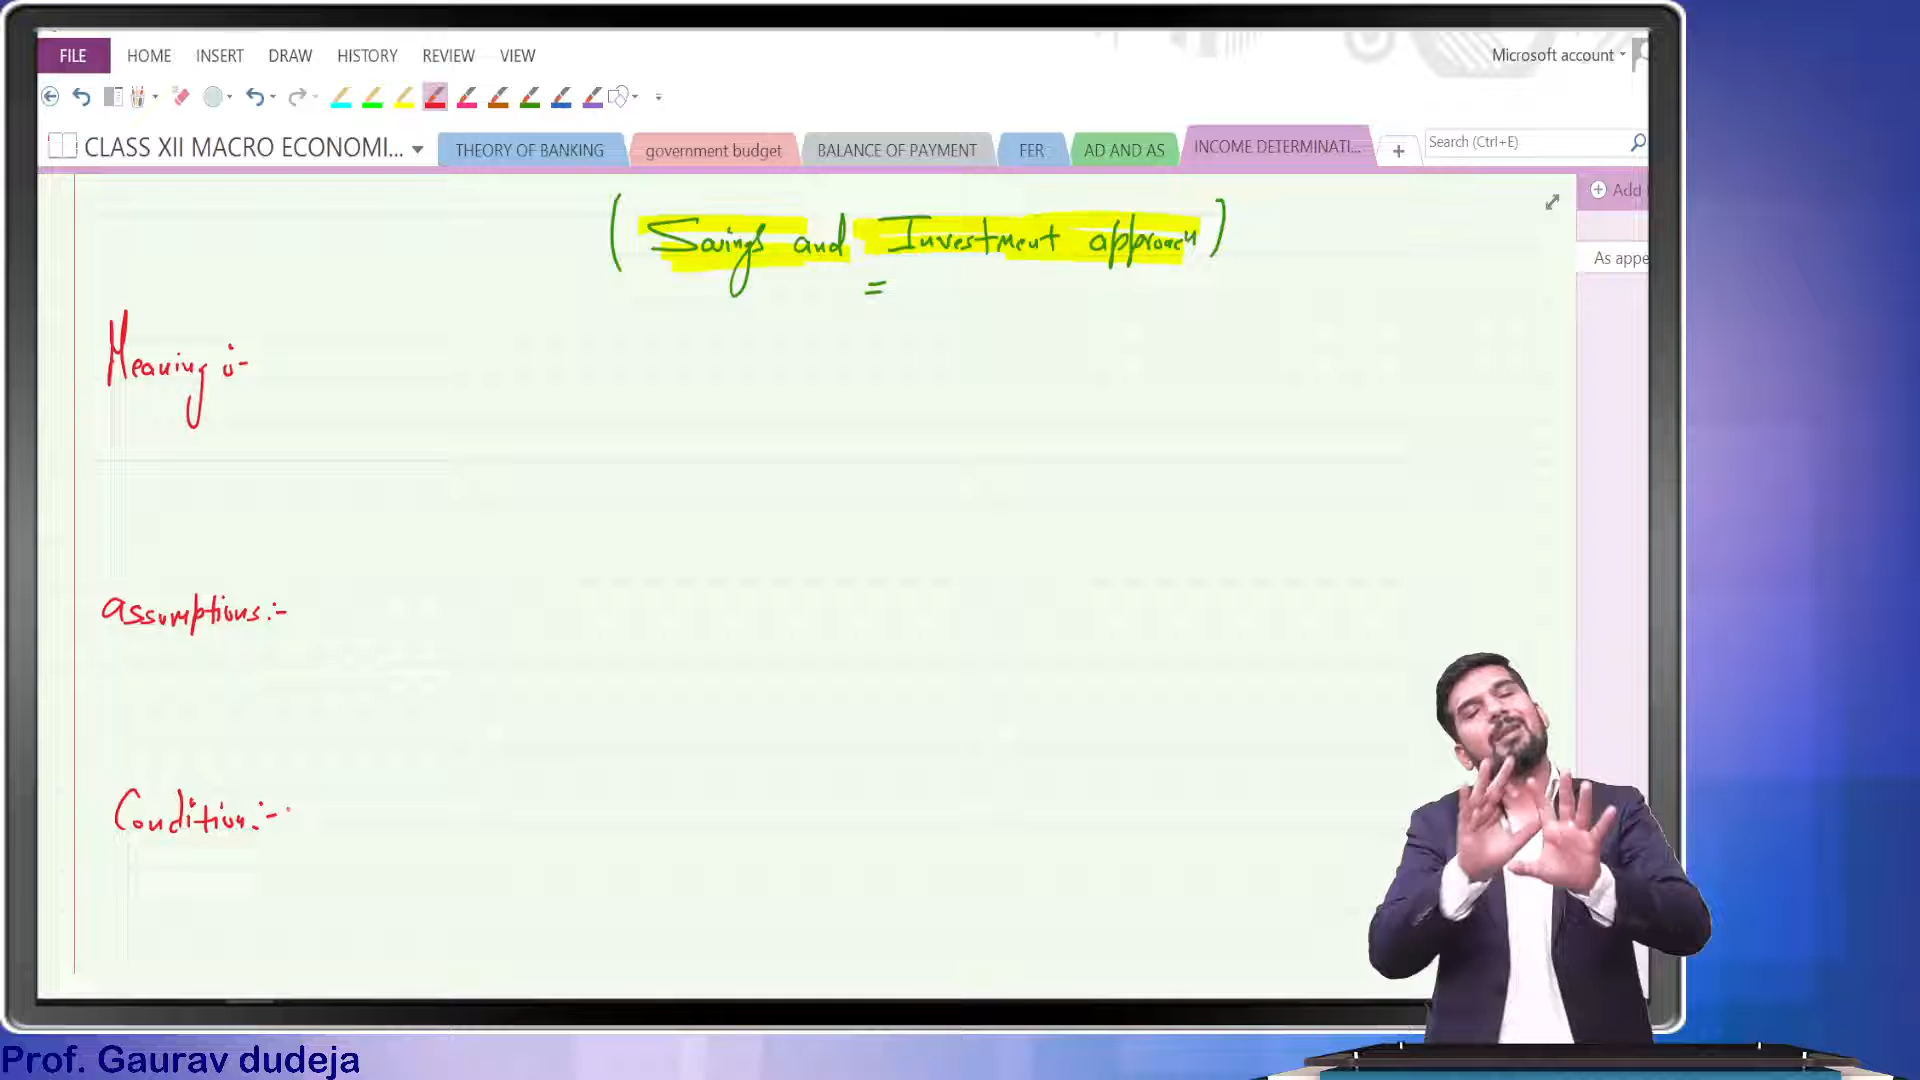 FILE HOME INSERT DRAW HISTORY REVIEW VIEW Microsoft account
CLASS XII MACRO ECONOMI... THEORY OF BANKING government budget BALANCE OF PAYMENT FER AD AND AS INCOME DETERMINATI... + Search (Ctrl+E)
Add
(Savings and Investment approach)
=
As appe
Meaning :-
Assumptions :-
Condition :-
Prof. Gaurav dudeja